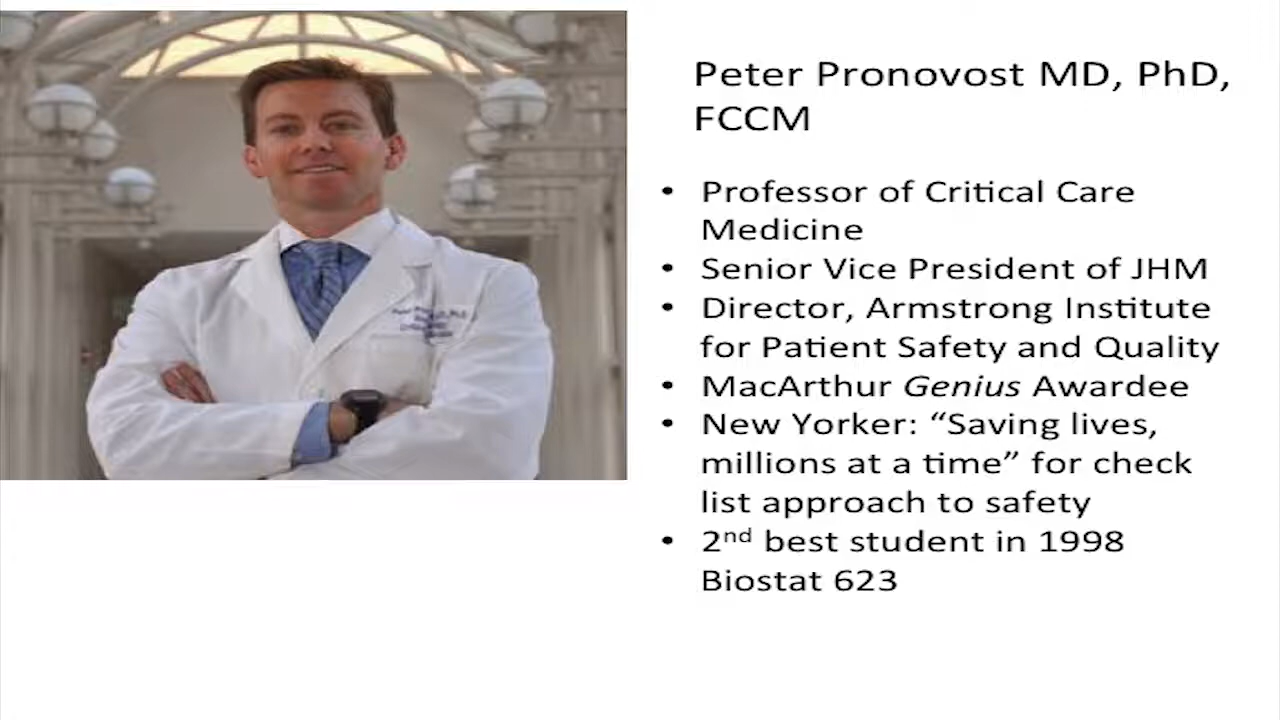 Peter Pronovost MD, PhD,
FCCM
• Professor of Critical Care
Medicine
• Senior Vice President of JHM
• Director, Armstrong Institute
for Patient Safety and Quality
• MacArthur Genius Awardee
• New Yorker: “Saving lives,
millions at a time” for check
list approach to safety
• 2nd best student in 1998
Biostat 623